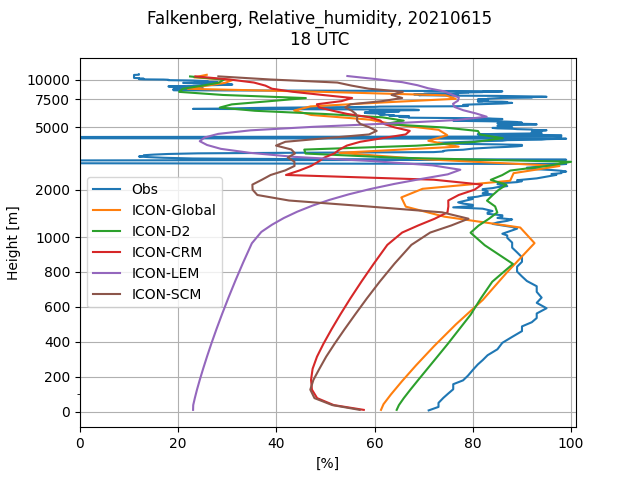 Falkenberg, Relative_humidity, 20210615
18 UTC
10000
7500
5000
2000
1000
800
600
400
200
0
Height [m]
Obs
ICON-Global
ICON-D2
ICON-CRM
ICON-LEM
ICON-SCM
0 20 40 60 80 100
[%]